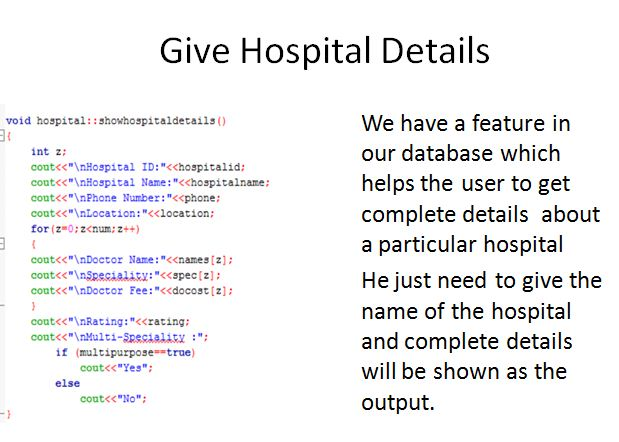 Give Hospital Details
void hospital::showhospitaldetails()
{
int z;
cout<<"\nHospital ID:"<<hospitalid;
cout<<"\nHospital Name:"<<hospitalname;
cout<<"\nPhone Number:"<<phone;
cout<<"\nLocation:"<<location;
for(z=0;z<num;z++)
{
cout<<"\nDoctor Name:"<<names[z];
cout<<"\nSpeciality:"<<spec[z];
cout<<"\nDoctor Fee:"<<docost[z];
}
cout<<"\nRating:"<<rating;
cout<<"\nMulti-Speciality :";
if (multipurpose==true)
cout<<"Yes";
else
cout<<"No";
}
We have a feature in
our database which
helps the user to get
complete details  about
a particular hospital
He just need to give the
name of the hospital
and complete details
will be shown as the
output.